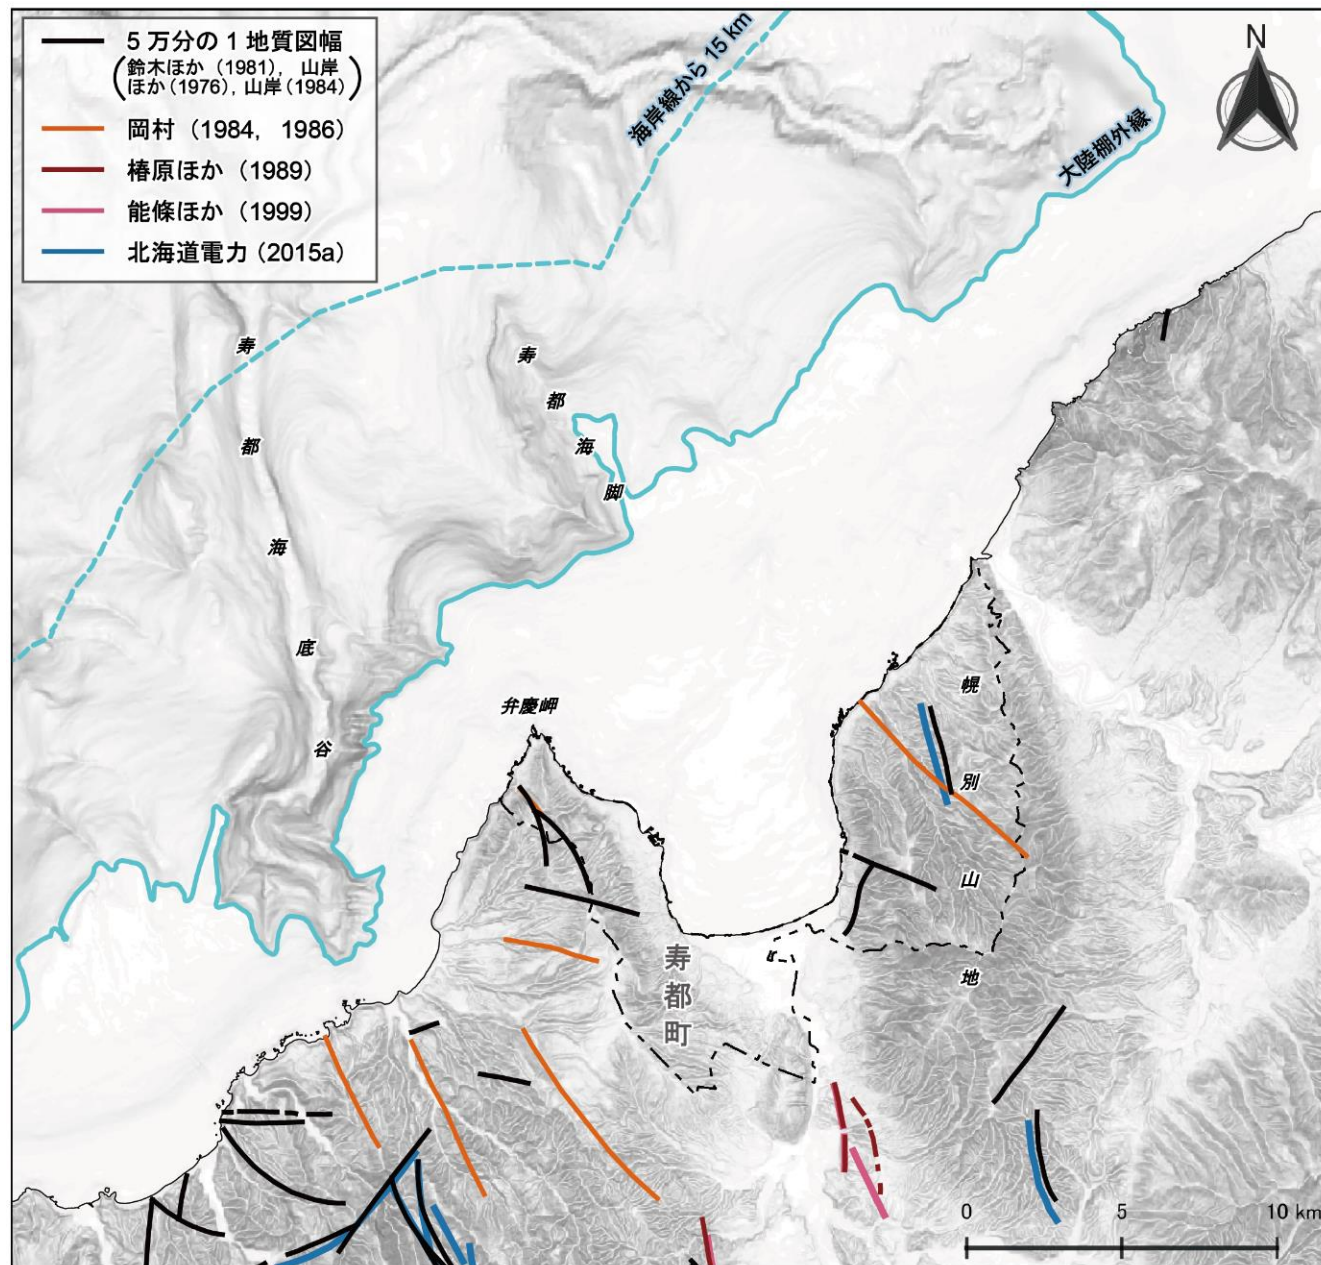 5万分の1地質図幅
(鈴木ほか (1981), 山岸
ほか(1976), 山岸(1984))
岡村 (1984, 1986)
椿原ほか (1989)
能條ほか (1999)
北海道電力 (2015a)
海岸線から 15 km
大陸棚外縁
N
寿都海底谷
寿都海脚
弁慶岬
幌別山地
寿都町
0 5 10 km